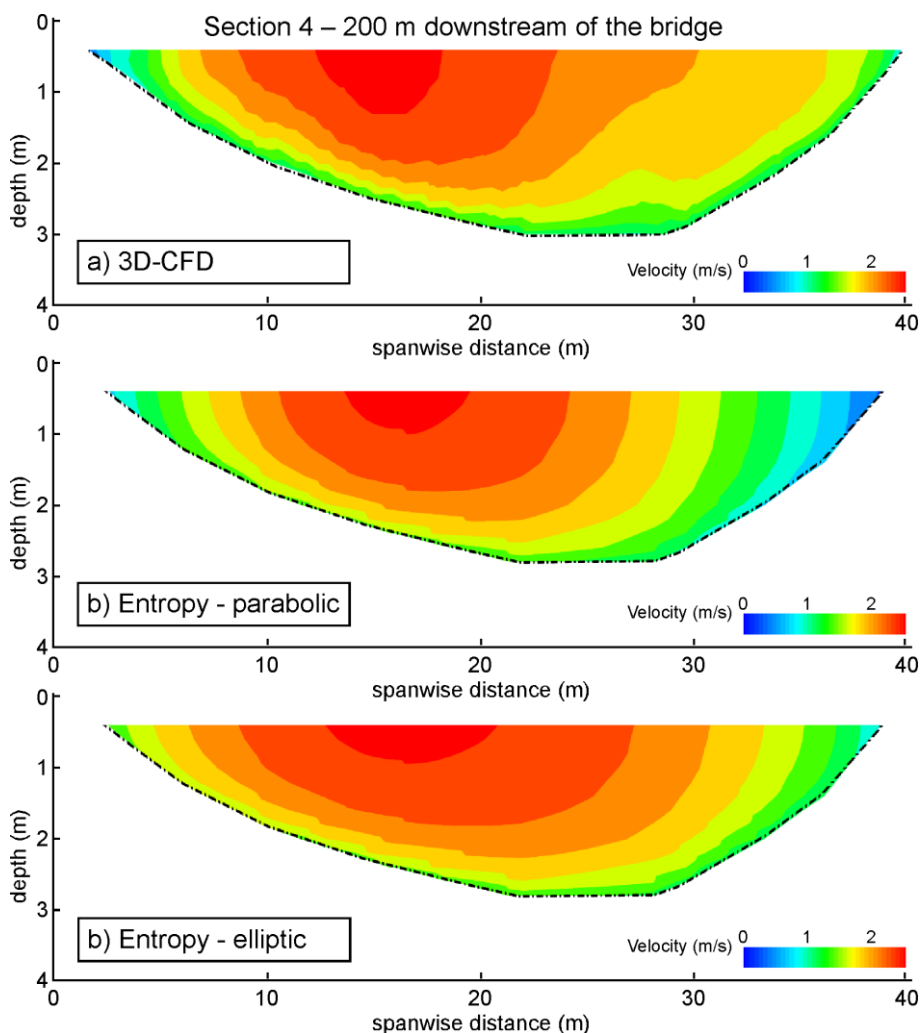 Section 4 – 200 m downstream of the bridge
0
1
2
3
4
depth (m)
a) 3D-CFD
Velocity (m/s) 0 1 2
0 10 20 30 40
spanwise distance (m)
0
1
2
3
4
depth (m)
b) Entropy - parabolic
Velocity (m/s) 0 1 2
0 10 20 30 40
spanwise distance (m)
0
1
2
3
4
depth (m)
b) Entropy - elliptic
Velocity (m/s) 0 1 2
0 10 20 30 40
spanwise distance (m)